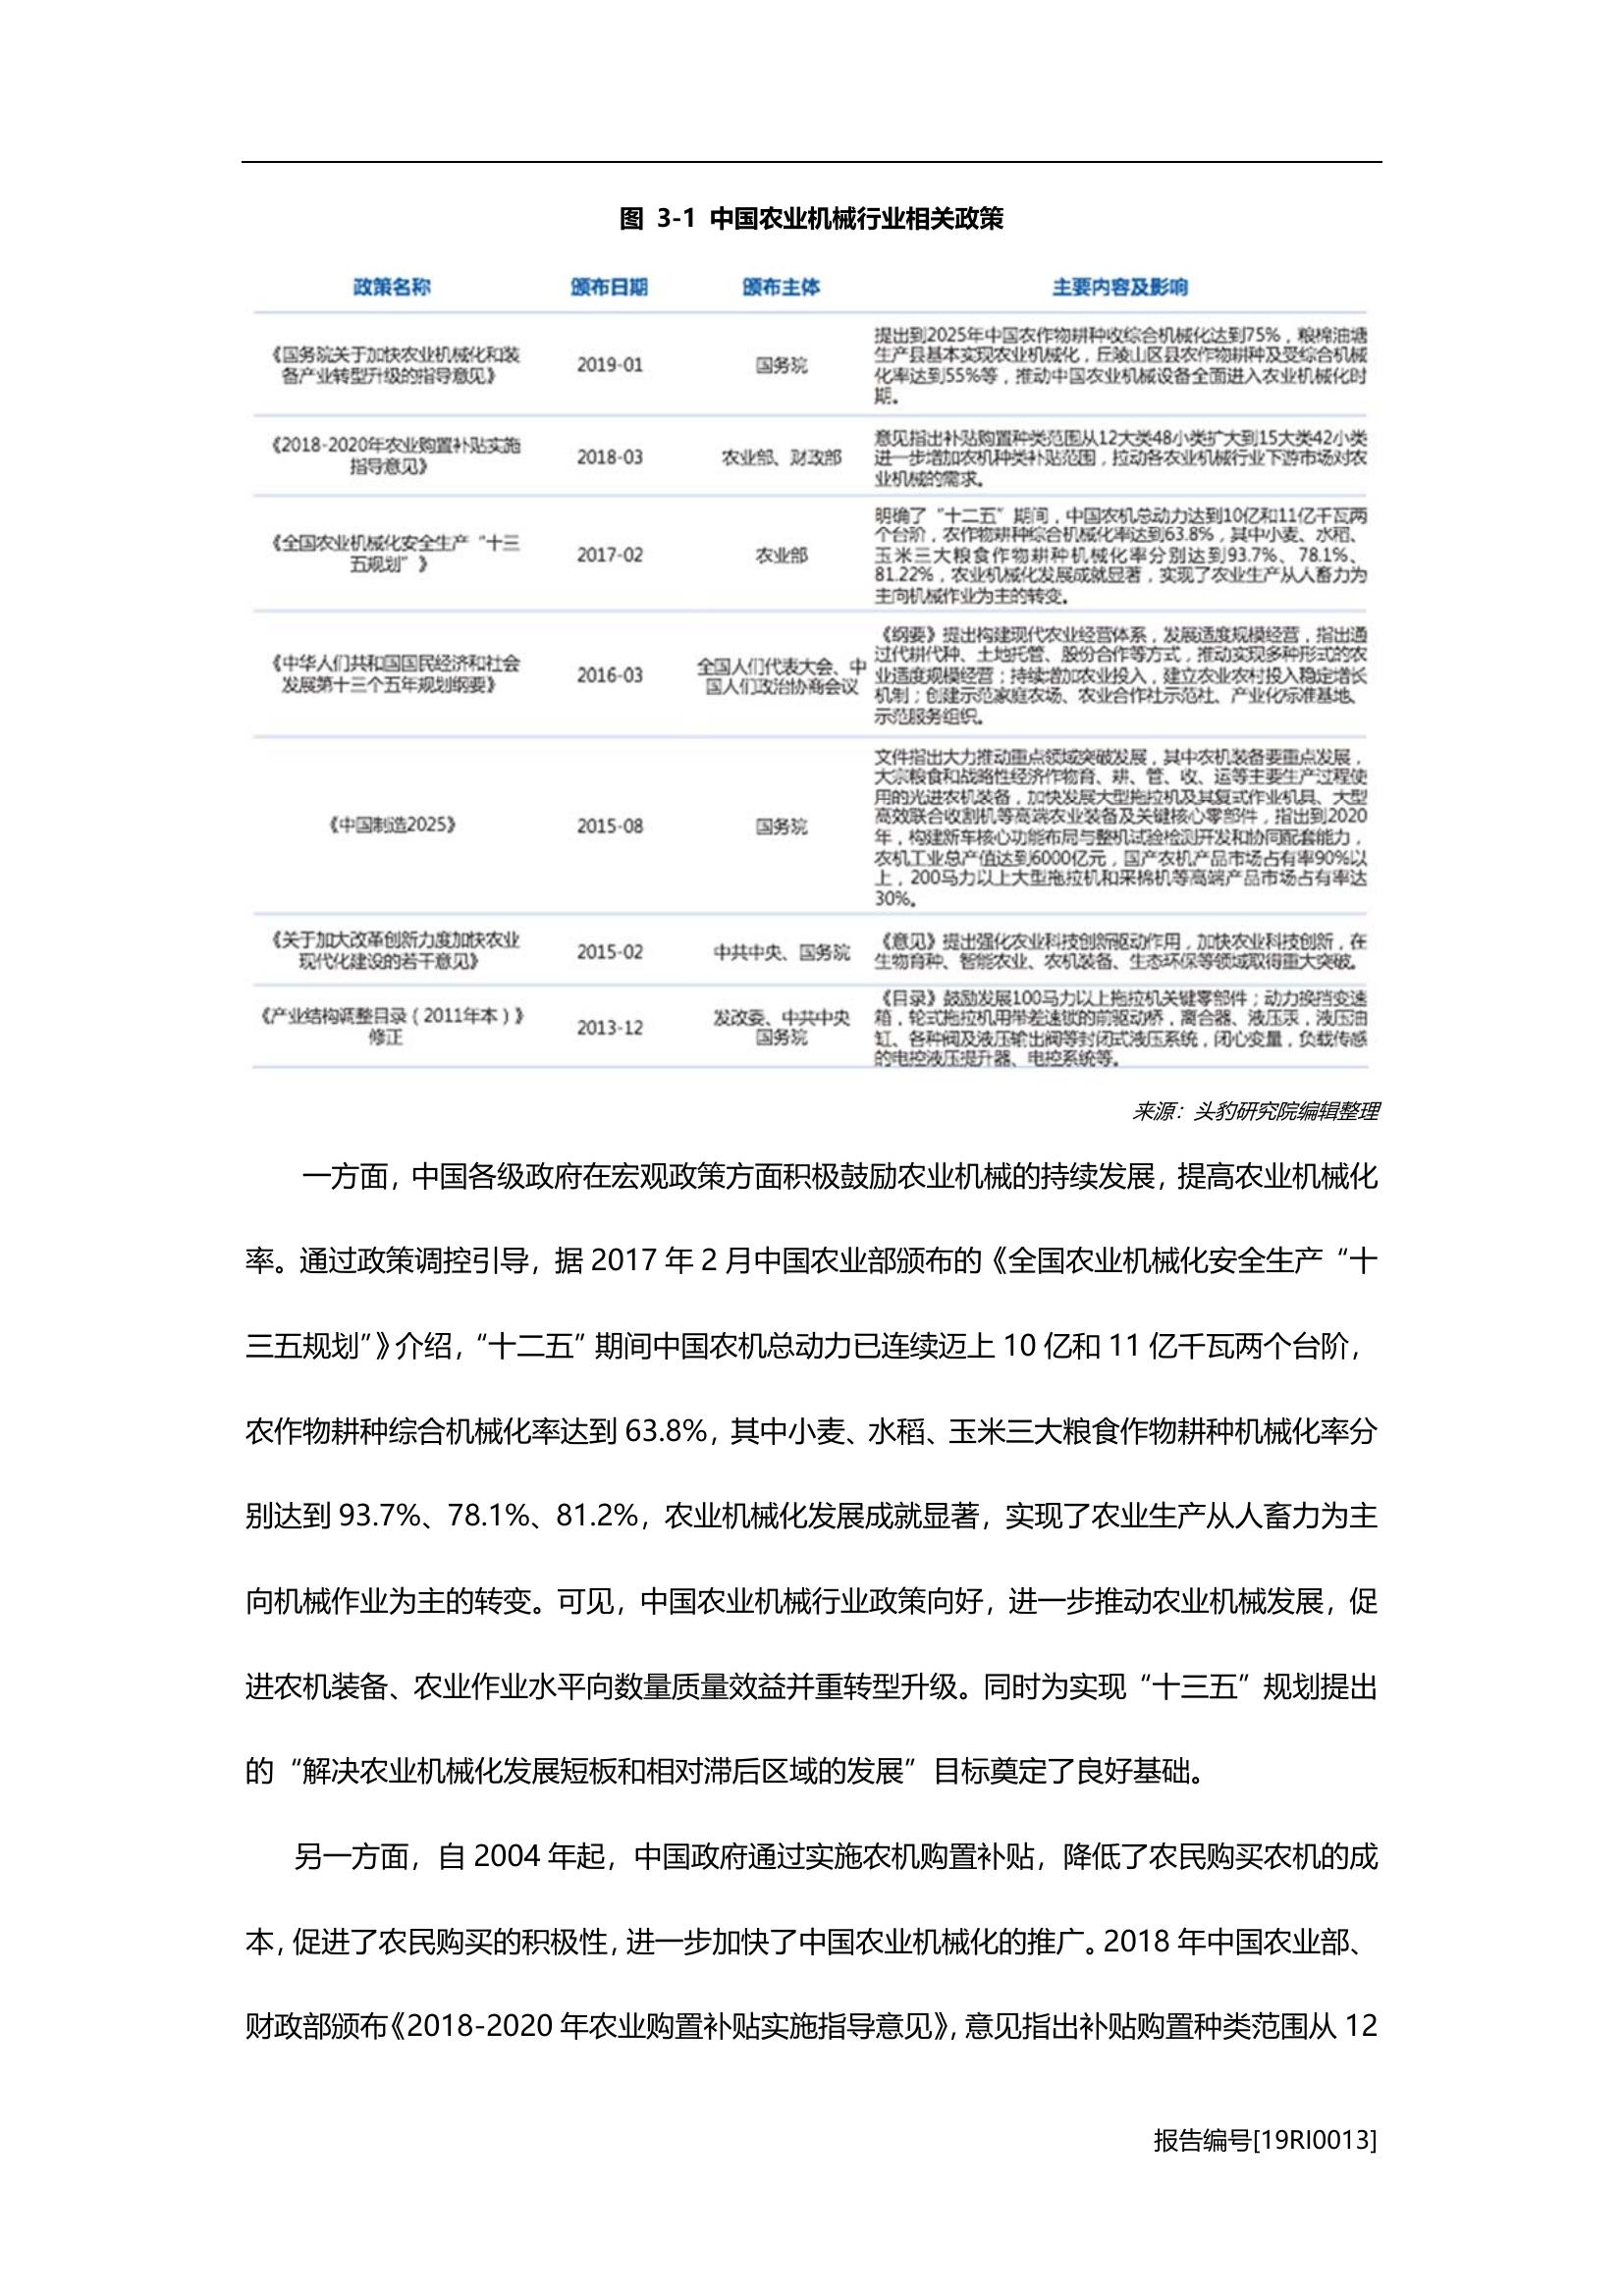 图 3-1 中国农业机械行业相关政策
政策名称 颁布日期 颁布主体 主要内容及影响
《国务院关于加快农业机械化和装
备产业转型升级的指导意见》
2019-01
国务院
提出到2025年中国农作物耕种收综合机械化达到75%，粮棉油塘
生产县基本实现农业机械化，丘陵山区县农作物耕种及受综合机械
化率达到55%等，推动中国农业机械设备全面进入农业机械化时
期。
《2018-2020年农业购置补贴实施
指导意见》
2018-03
农业部、财政部
意见指出补贴购置种类范围从12大类48小类扩大到15大类42小类
进一步增加农机种类补贴范围，拉动各农业机械行业下游市场对农
业机械的需求。
《全国农业机械化安全生产“十三
五规划”》
2017-02
农业部
明确了“十二五”期间，中国农机总动力达到10亿和11亿千瓦两
个台阶，农作物耕种综合机械化率达到63.8%，其中小麦、水稻、
玉米三大粮食作物耕种机械化率分别达到93.7%、78.1%、
81.22%，农业机械化发展成就显著，实现了农业生产从人畜力为
主向机械作业为主的转变。
《中华人们共和国国民经济和社会
发展第十三个五年规划纲要》
2016-03
全国人们代表大会、中
国人们政治协商会议
《纲要》提出构建现代农业经营体系，发展适度规模经营，指出通
过代耕代种、土地托管、股份合作等方式，推动实现多种形式的农
业适度规模经营；持续增加农业投入，建立农业农村投入稳定增长
机制；创建示范家庭农场、农业合作社示范社、产业化标准基地、
示范服务组织。
《中国制造2025》
2015-08
国务院
文件指出大力推动重点领域突破发展，其中农机装备要重点发展，
大宗粮食和战略性经济作物育、耕、管、收、运等主要生产过程使
用的光进农机装备，加快发展大型拖拉机及其复式作业机具、大型
高效联合收割机等高端农业装备及关键核心零部件，指出到2020
年，构建新车核心功能布局与整机试验检测开发和协同配套能力，
农机工业总产值达到6000亿元，国产农机产品市场占有率90%以
上，200马力以上大型拖拉机和采棉机等高端产品市场占有率达
30%。
《关于加大改革创新力度加快农业
现代化建设的若干意见》
2015-02
中共中央、国务院
《意见》提出强化农业科技创新驱动作用，加快农业科技创新，在
生物育种、智能农业、农机装备、生态环保等领域取得重大突破。
《产业结构调整目录（2011年本）》
修正
2013-12
发改委、中共中央
国务院
《目录》鼓励发展100马力以上拖拉机关键零部件；动力换挡变速
箱，轮式拖拉机用带差速锁的前驱动桥，离合器、液压泵，液压油
缸、各种阀及液压输出阀等封闭式液压系统，闭心变量，负载传感
的电控液压提升器、电控系统等。
来源：头豹研究院编辑整理
一方面，中国各级政府在宏观政策方面积极鼓励农业机械的持续发展，提高农业机械化
率。通过政策调控引导，据 2017 年 2 月中国农业部颁布的《全国农业机械化安全生产“十
三五规划”》介绍，“十二五”期间中国农机总动力已连续迈上 10 亿和 11 亿千瓦两个台阶，
农作物耕种综合机械化率达到 63.8%，其中小麦、水稻、玉米三大粮食作物耕种机械化率分
别达到 93.7%、78.1%、81.2%，农业机械化发展成就显著，实现了农业生产从人畜力为主
向机械作业为主的转变。可见，中国农业机械行业政策向好，进一步推动农业机械发展，促
进农机装备、农业作业水平向数量质量效益并重转型升级。同时为实现“十三五”规划提出
的“解决农业机械化发展短板和相对滞后区域的发展”目标奠定了良好基础。
另一方面，自 2004 年起，中国政府通过实施农机购置补贴，降低了农民购买农机的成
本，促进了农民购买的积极性，进一步加快了中国农业机械化的推广。2018 年中国农业部、
财政部颁布《2018-2020 年农业购置补贴实施指导意见》，意见指出补贴购置种类范围从 12
报告编号[19RI0013]